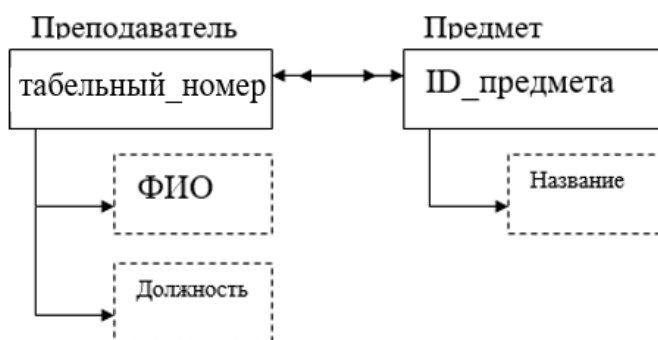 Преподаватель
Предмет
табельный_номер
ID_предмета
ФИО
Название
Должность